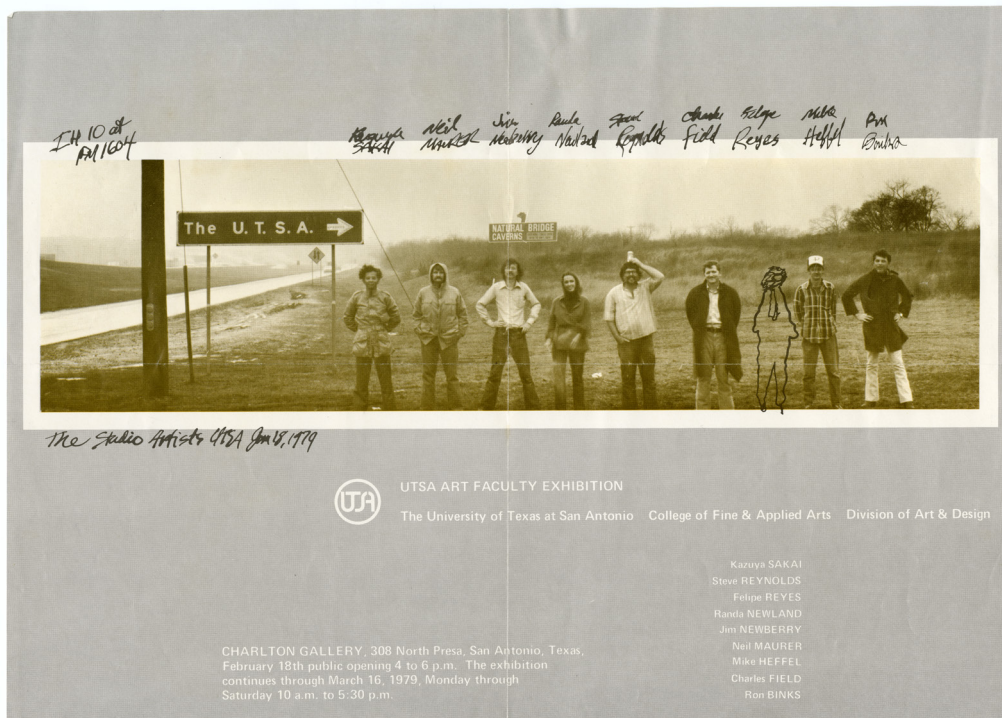 IH 10 at
FM 1604
Kazuya Neil Jim Randa Steve Charles Felipe Mike Ron
SAKAI Maurer Newberry Newland Reynolds Field Reyes Heffel
The U.T.S.A.
NATURAL BRIDGE
CAVERNS
The Studio Artists UTSA Jan 18, 1979
UTSA
UTSA ART FACULTY EXHIBITION
The University of Texas at San Antonio College of Fine & Applied Arts Division of Art & Design
Kazuya SAKAI
Steve REYNOLDS
Felipe REYES
Randa NEWLAND
Jim NEWBERRY
Neil MAURER
Mike HEFFEL
Charles FIELD
Ron BINKS
CHARLTON GALLERY, 308 North Presa, San Antonio, Texas,
February 18th public opening 4 to 6 p.m. The exhibition
continues through March 16, 1979, Monday through
Saturday 10 a.m. to 5:30 p.m.